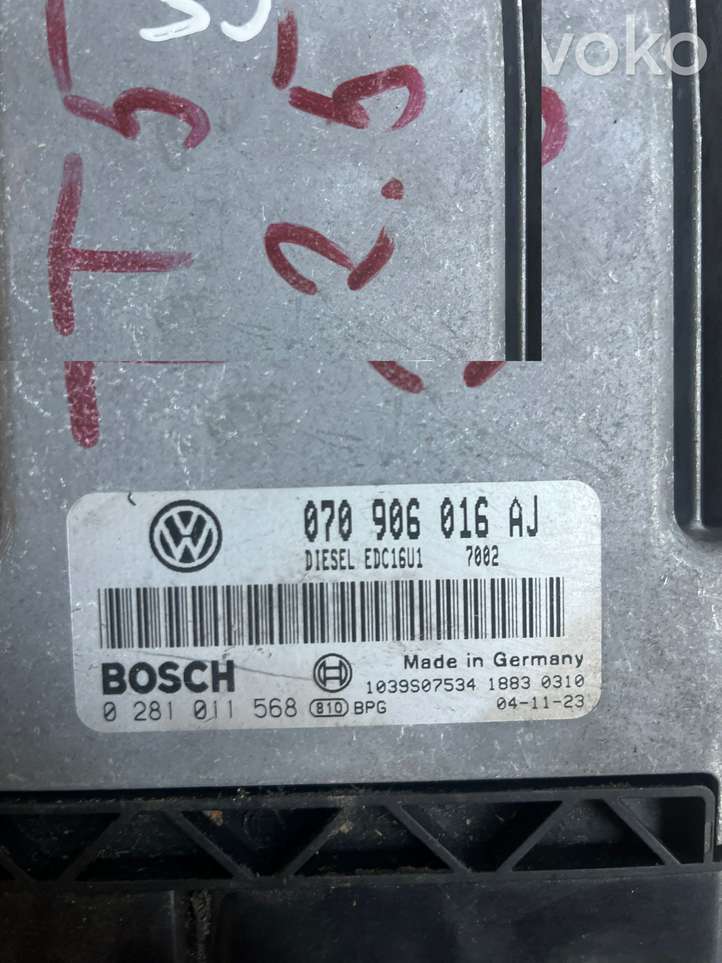 voko
T5
2.5
070 906 016 AJ
DIESEL EDC16U1 7002
BOSCH
Made in Germany
1039S07534 1883 0310
0 281 011 568 810 BPG
04-11-23